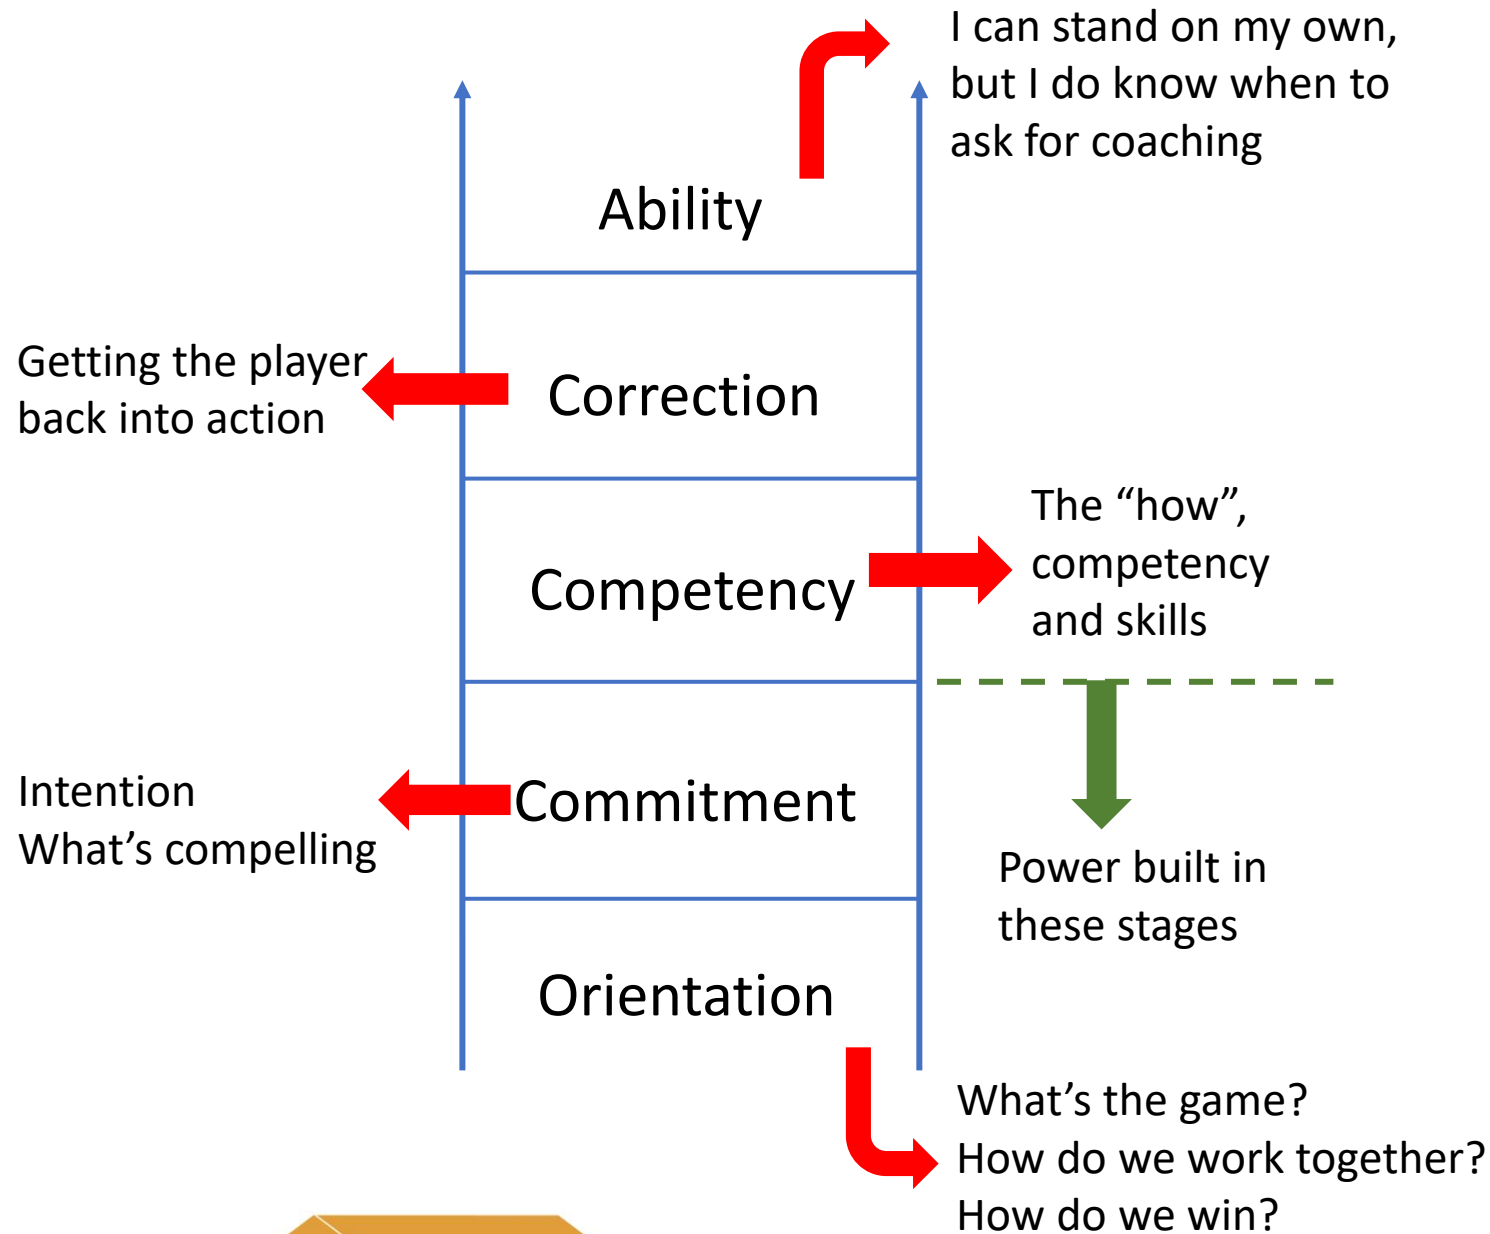 I can stand on my own,
but I do know when to
ask for coaching
Ability
Getting the player
back into action
Correction
The “how”,
competency
and skills
Competency
Intention
What’s compelling
Commitment
Power built in
these stages
Orientation
What’s the game?
How do we work together?
How do we win?